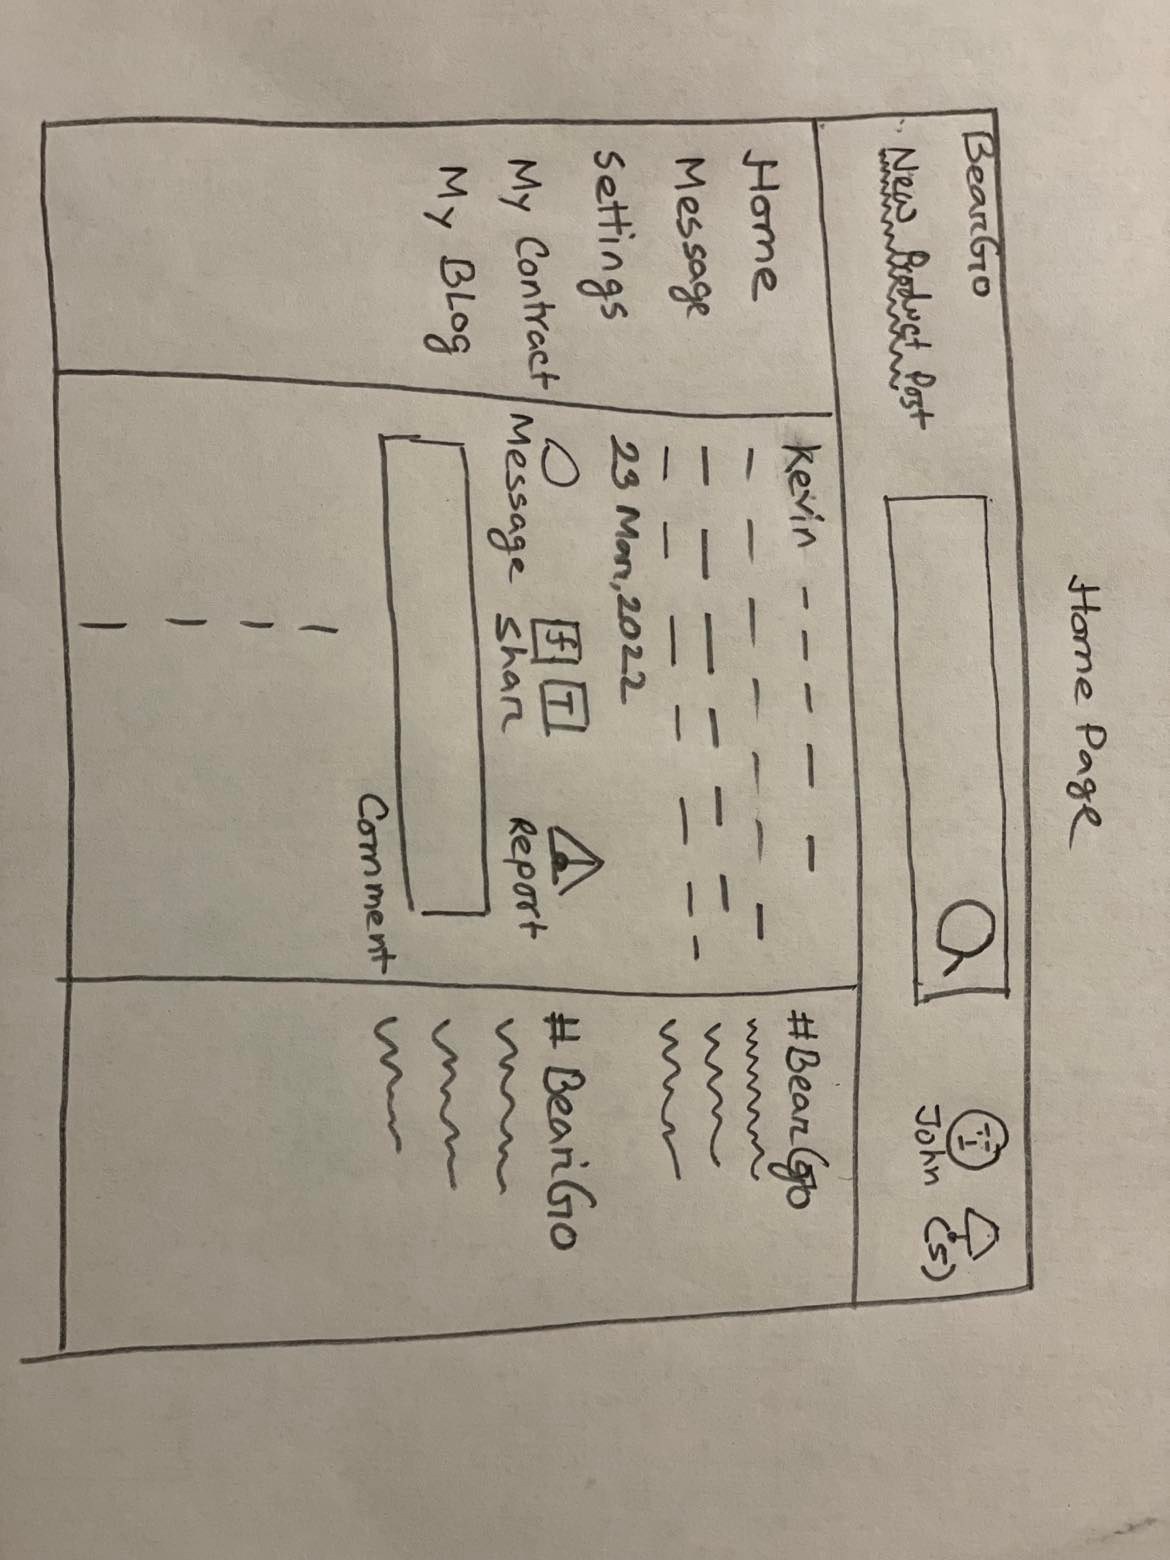 Home Page
BearGo
New Product Post
John (5)
Kevin
Home
Message
Settings
My Contract
My BLog
23 Mar, 2022
f T
Message Share Report
Comment
#BearGo
# BearGo